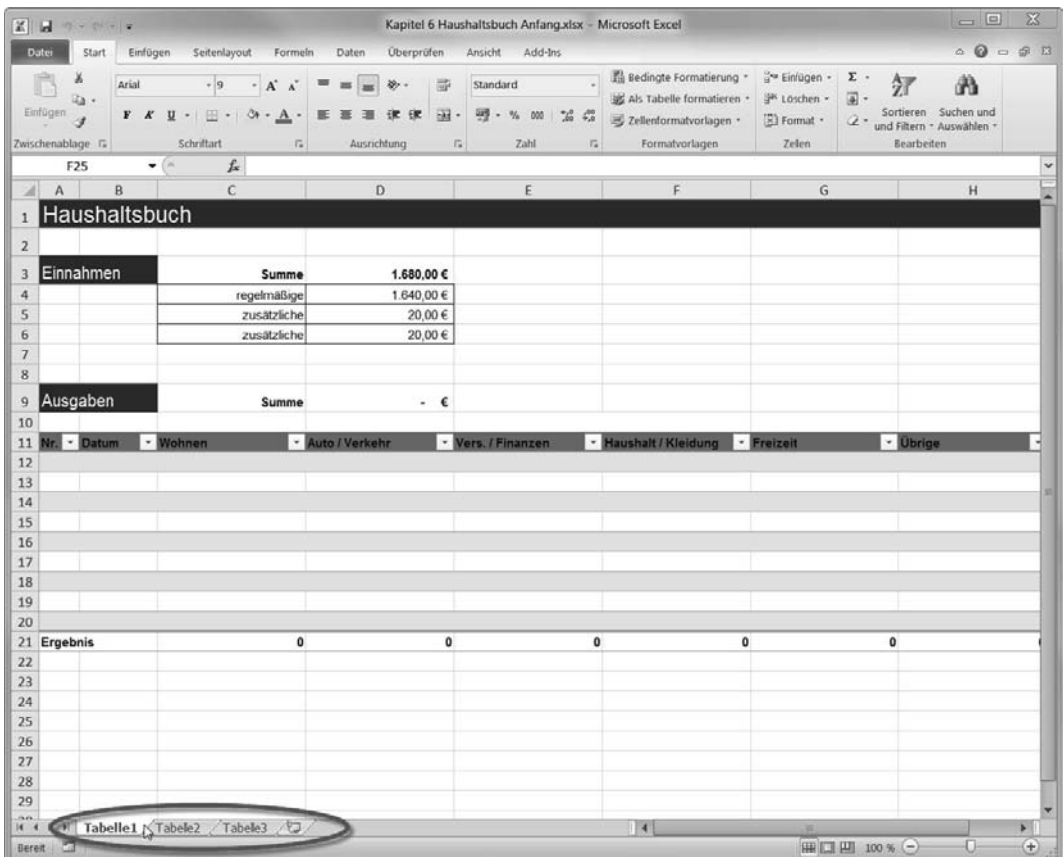 Kapitel 6 Haushaltsbuch Anfang.xlsx - Microsoft Excel
Datei Start Einfügen Seitenlayout Formeln Daten Überprüfen Ansicht Add-Ins
Einfügen
Arial 9 A A
F K U A
Standard
% 000
Bedingte Formatierung
Als Tabelle formatieren
Zellenformatvorlagen
Einfügen
Löschen
Format
Σ
Sortieren und Filtern
Suchen und Auswählen
Zwischenablage Schriftart Ausrichtung Zahl Formatvorlagen Zellen Bearbeiten
F25 fx
A B C D E F G H
1 Haushaltsbuch
2
3 Einnahmen Summe 1.680,00 €
4 regelmäßige 1.640,00 €
5 zusätzliche 20,00 €
6 zusätzliche 20,00 €
7
8
9 Ausgaben Summe - €
10
11 Nr. Datum Wohnen Auto / Verkehr Vers. / Finanzen Haushalt / Kleidung Freizeit Übrige
12
13
14
15
16
17
18
19
20
21 Ergebnis 0 0 0 0 0
22
23
24
25
26
27
28
29
Tabelle1 Tabele2 Tabele3
Bereit 100 %